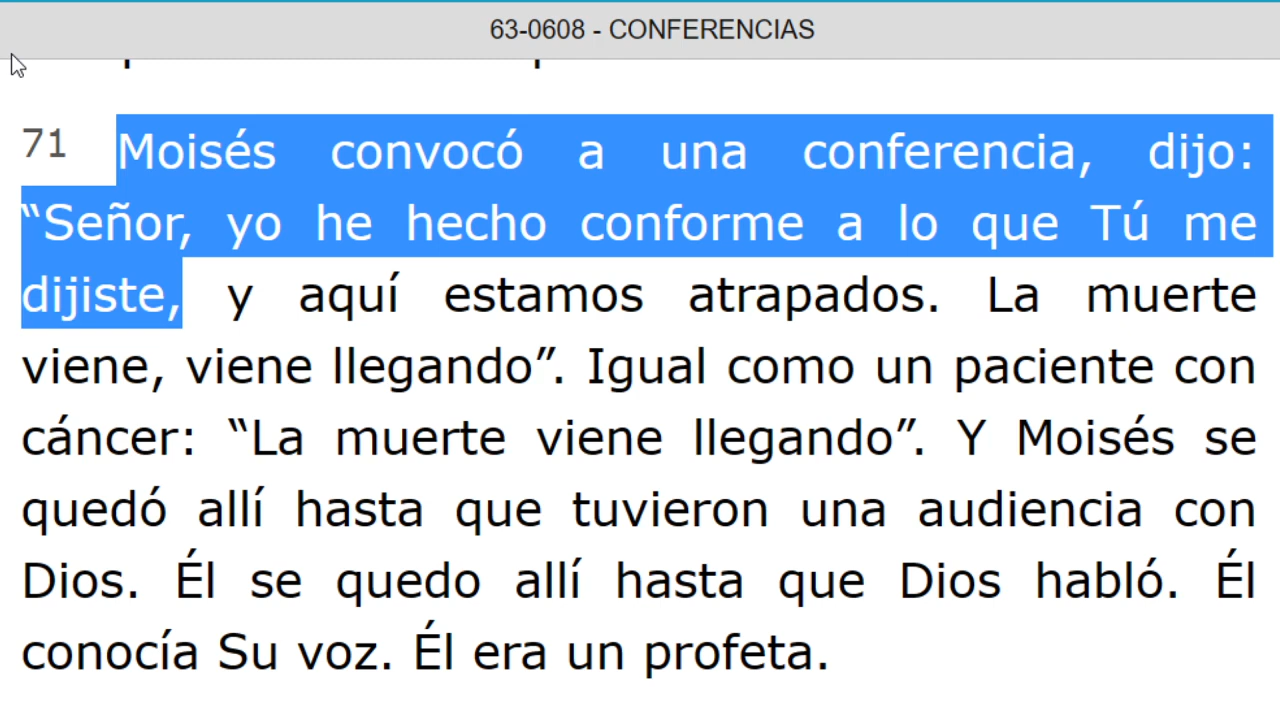 63-0608 - CONFERENCIAS
71 Moisés convocó a una conferencia, dijo:
“Señor, yo he hecho conforme a lo que Tú me
dijiste, y aquí estamos atrapados. La muerte
viene, viene llegando”. Igual como un paciente con
cáncer: “La muerte viene llegando”. Y Moisés se
quedó allí hasta que tuvieron una audiencia con
Dios. Él se quedo allí hasta que Dios habló. Él
conocía Su voz. Él era un profeta.